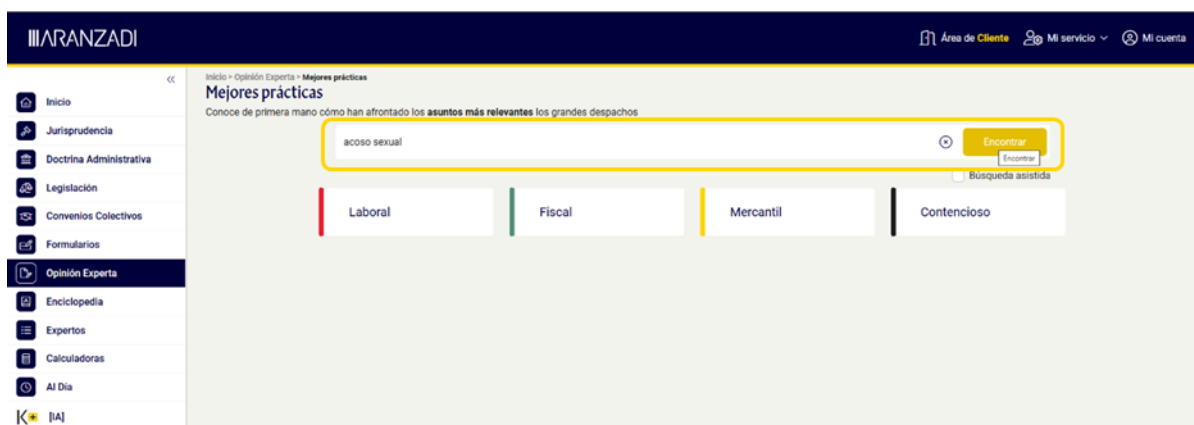 ARANZADI
Área de Cliente
Mi servicio
Mi cuenta
Inicio > Opinión Experta > Mejores prácticas
Mejores prácticas
Conoce de primera mano cómo han afrontado los asuntos más relevantes los grandes despachos
acoso sexual
Encontrar
Encontrar
Búsqueda asistida
Laboral
Fiscal
Mercantil
Contencioso
Inicio
Jurisprudencia
Doctrina Administrativa
Legislación
Convenios Colectivos
Formularios
Opinión Experta
Enciclopedia
Expertos
Calculadoras
Al Día
K+ [IA]